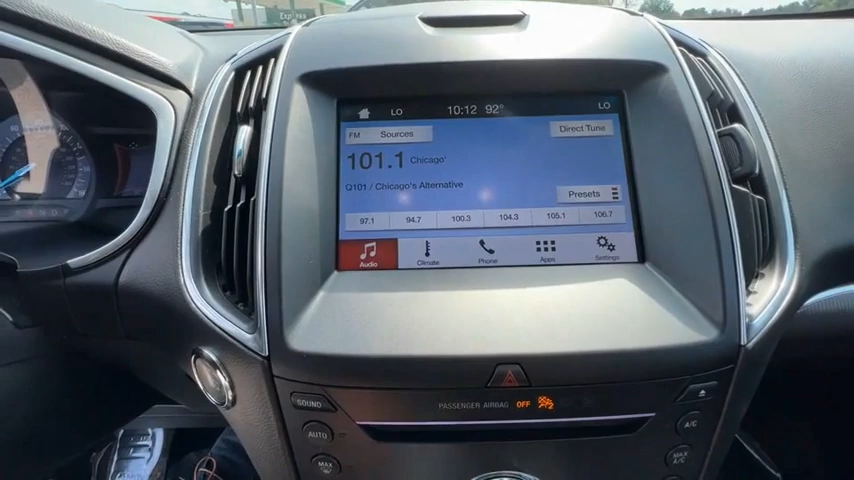 Express
LO 10:12 92° LO
FM Sources Direct Tune
101.1 Chicago'
Q101 / Chicago's Alternative
Presets
97.1 94.7 100.3 104.3 105.1 106.7
Audio Climate Phone Apps Settings
SOUND
PASSENGER AIRBAG OFF
AUTO
A/C
MAX
MAX A/C